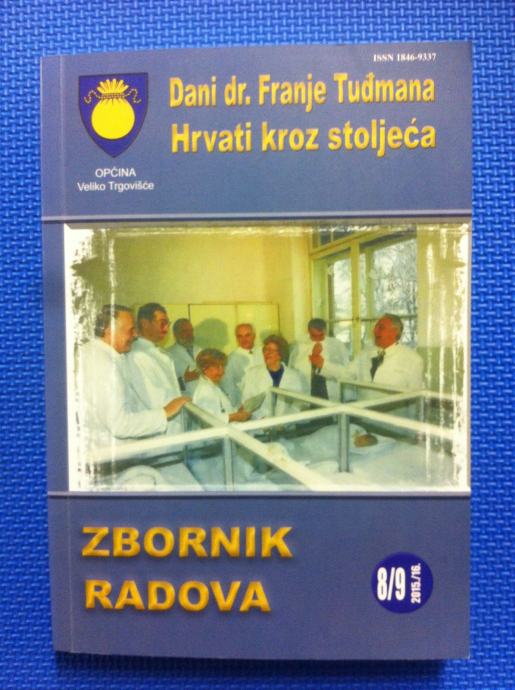 ISSN 1846-9337
Dani dr. Franje Tuđmana
Hrvati kroz stoljeća
OPĆINA
Veliko Trgovišće
ZBORNIK
RADOVA
8/9
2015./16.